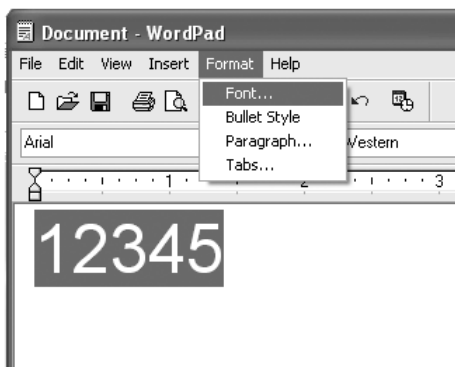 Document - WordPad
File Edit View Insert Format Help
Font...
Bullet Style
Paragraph...
Tabs...
Arial Western
1 2 3
12345